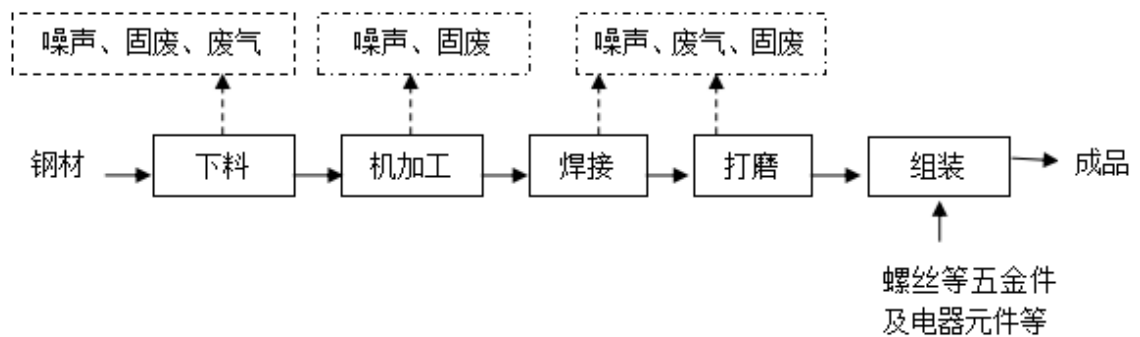 噪声、固废、废气
噪声、固废
噪声、废气、固废
钢材
下料
机加工
焊接
打磨
组装
成品
螺丝等五金件
及电器元件等